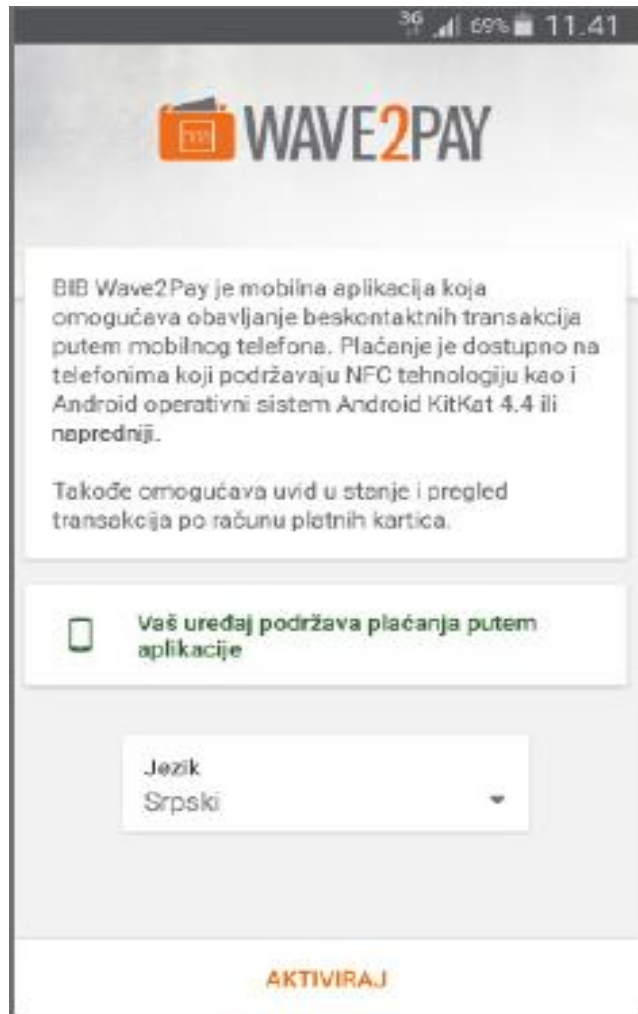 3G 69% 11.41
WAVE2PAY
BIB Wave2Pay je mobilna aplikacija koja
omogućava obavljanje beskontaktnih transakcija
putem mobilnog telefona. Plaćanje je dostupno na
telefonima koji podržavaju NFC tehnologiju kao i
Android operativni sistem Android KitKat 4.4 ili
napredniji.
Takođe omogućava uvid u stanje i pregled
transakcija po računu platnih kartica.
Vaš uređaj podržava plaćanja putem
aplikacije
Jezik
Srpski
AKTIVIRAJ